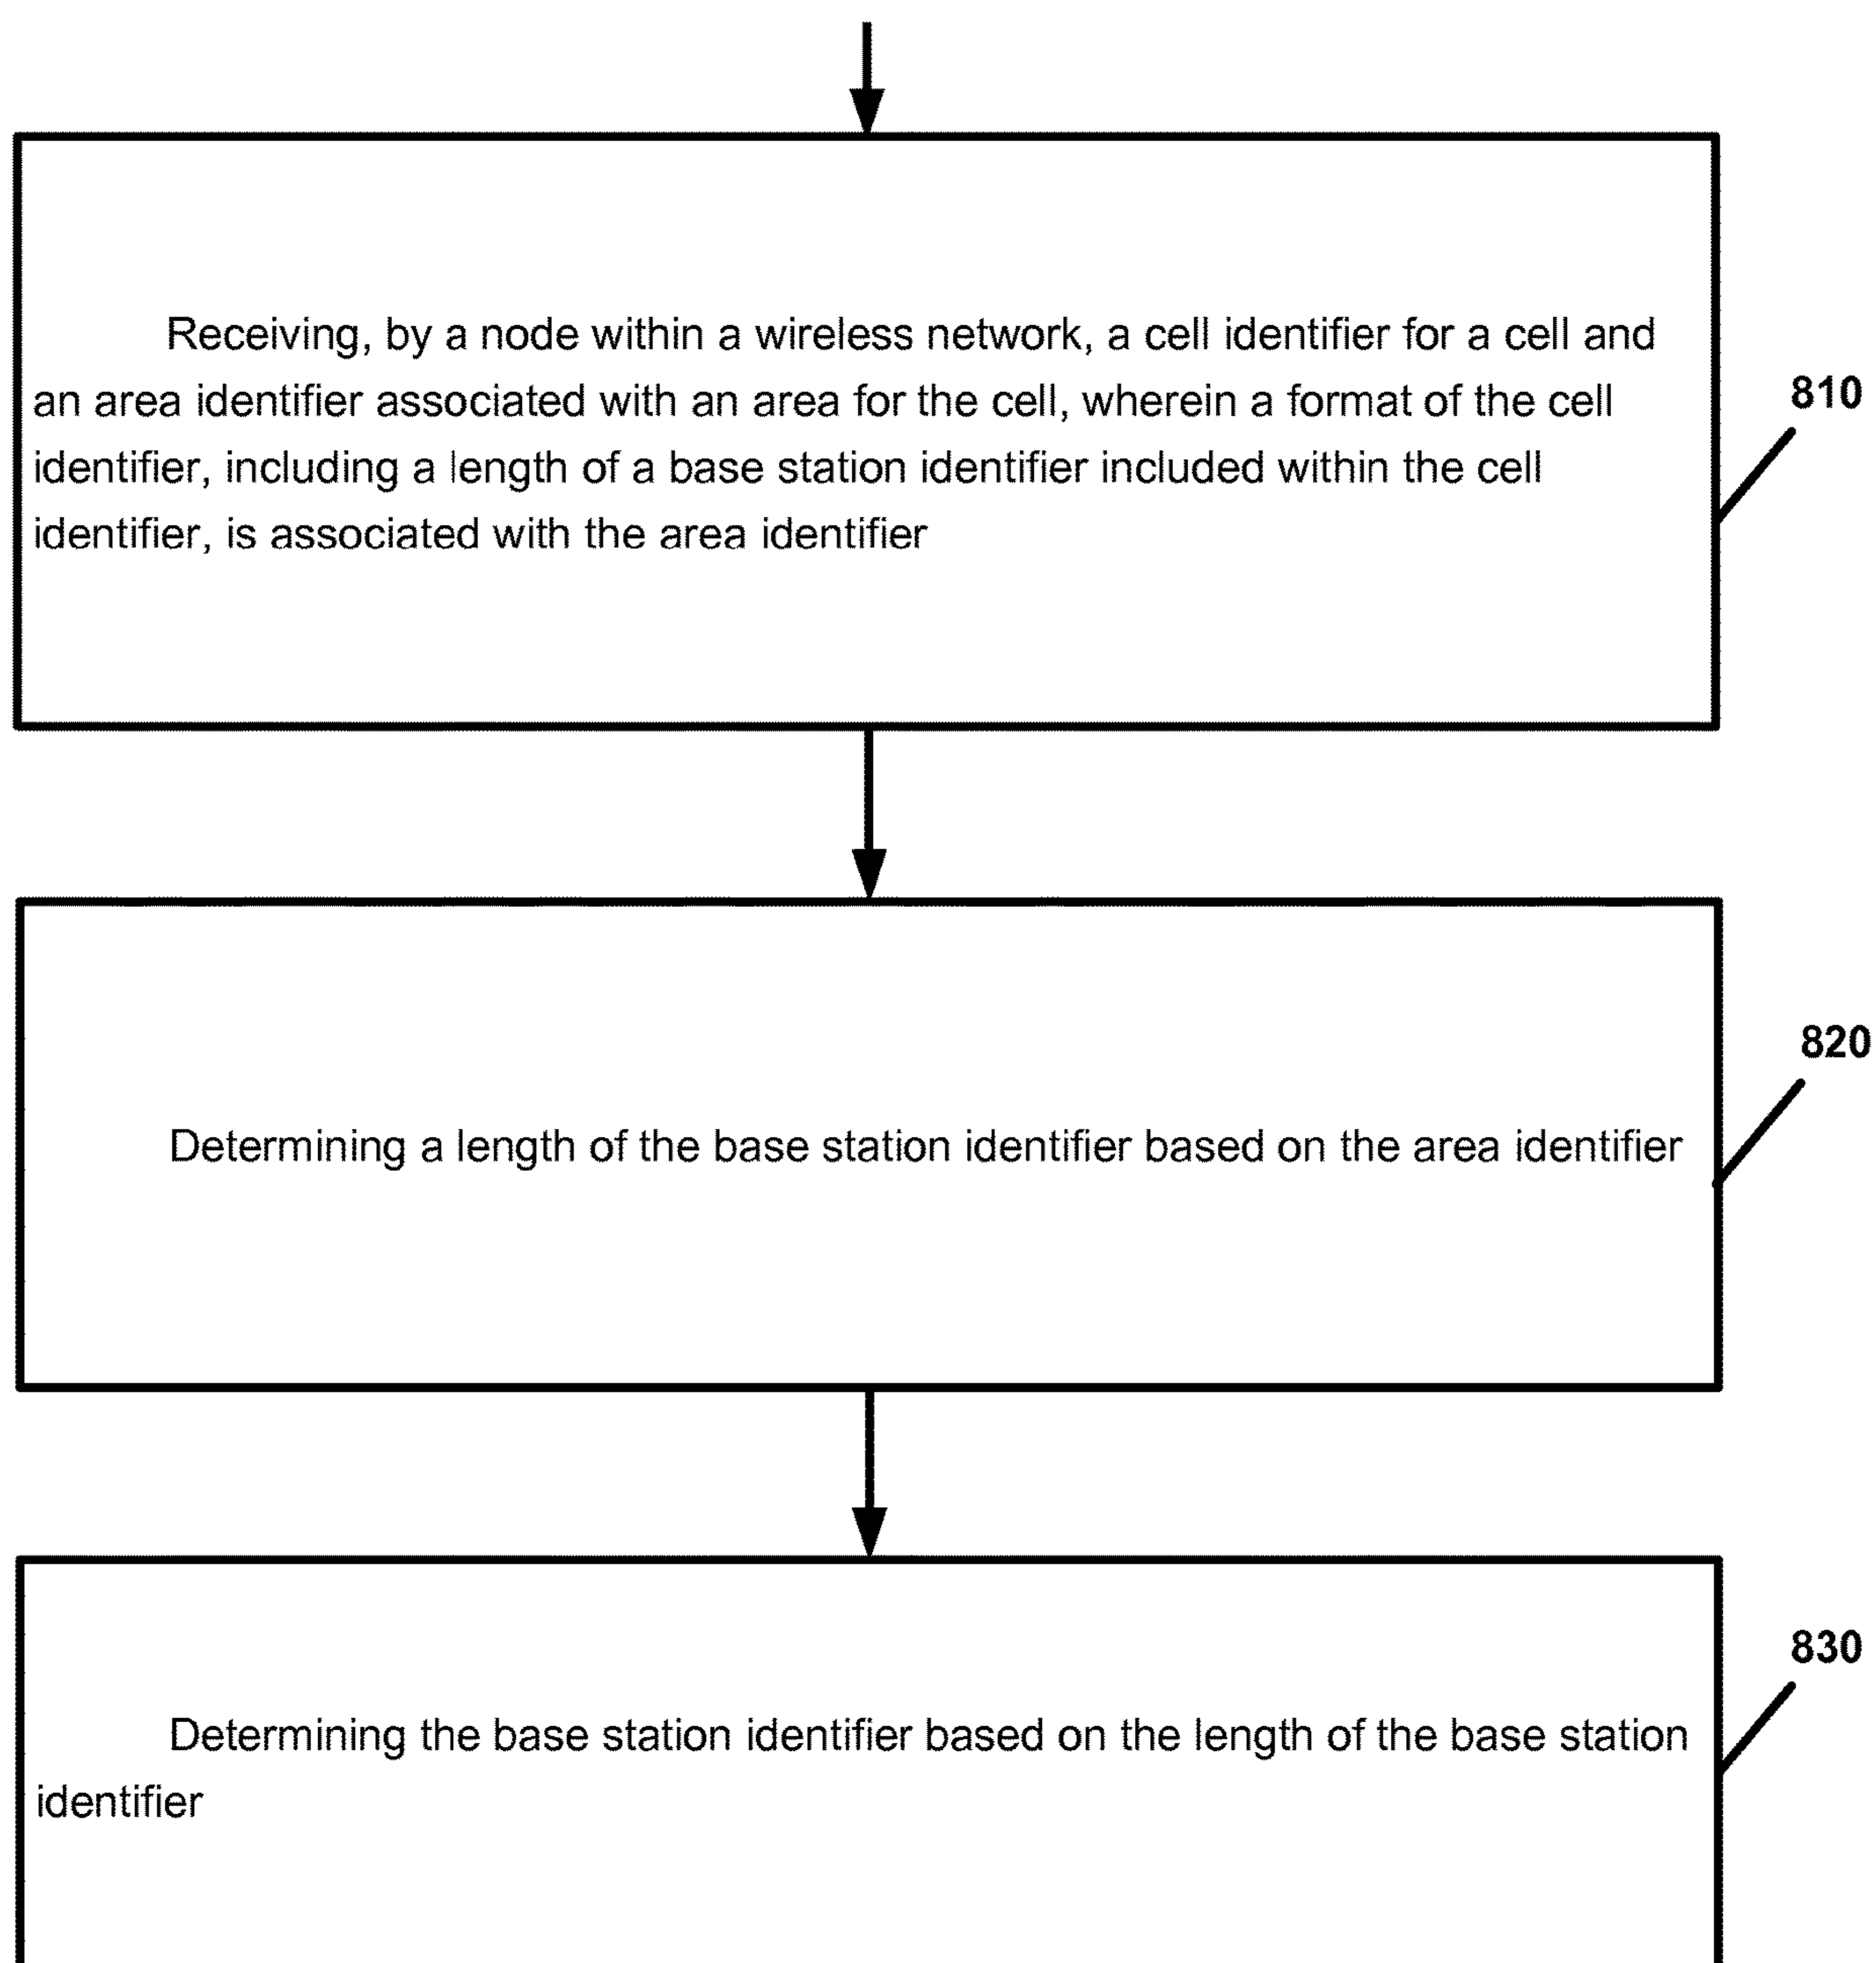 Receiving, by a node within a wireless network, a cell identifier for a cell and
an area identifier associated with an area for the cell, wherein a format of the cell
identifier, including a length of a base station identifier included within the cell
identifier, is associated with the area identifier
810
820
Determining a length of the base station identifier based on the area identifier
830
Determining the base station identifier based on the length of the base station
identifier